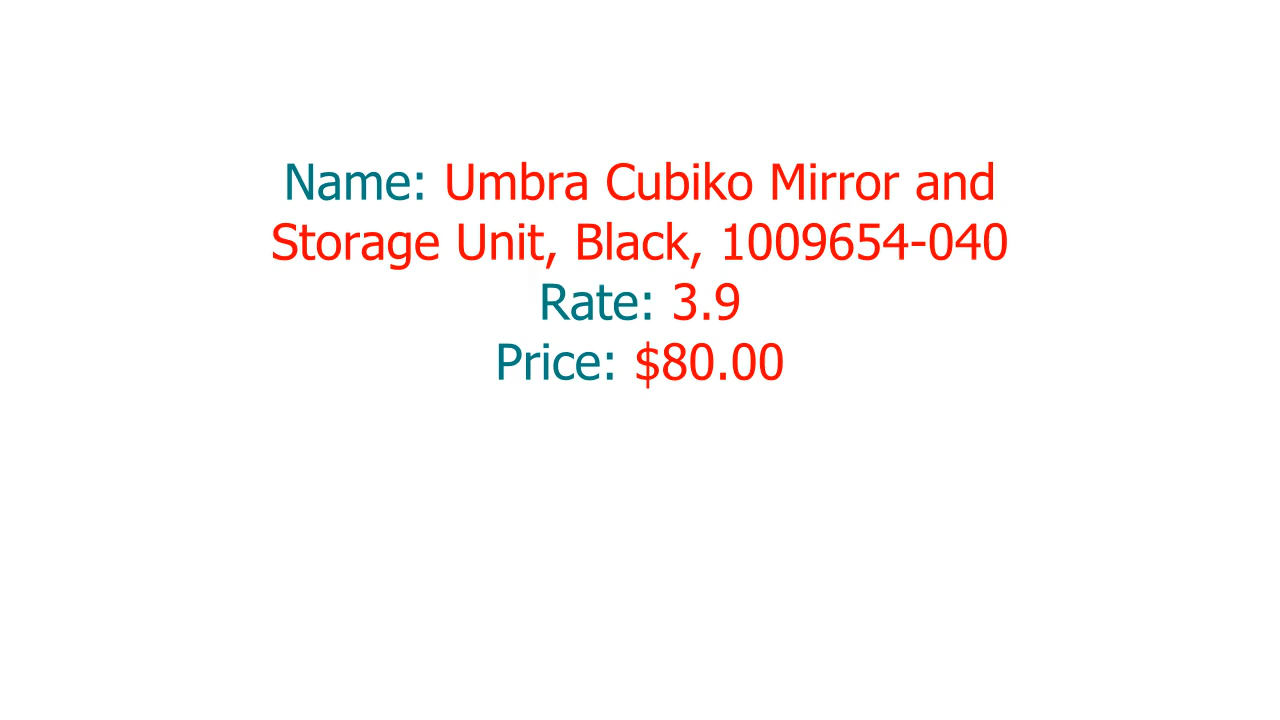 Name: Umbra Cubiko Mirror and
Storage Unit, Black, 1009654-040
Rate: 3.9
Price: $80.00